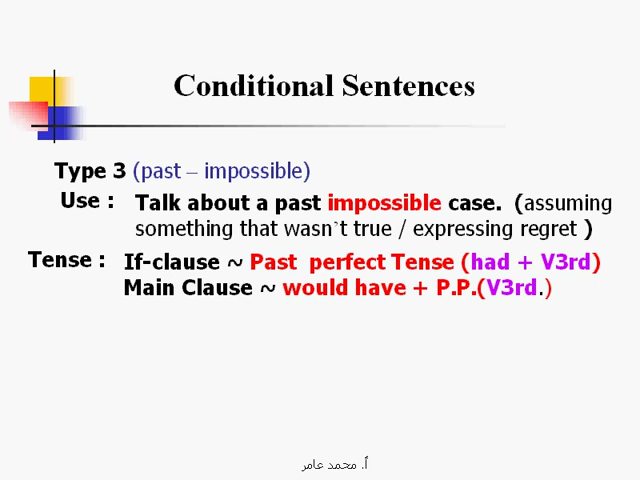 Conditional Sentences
Type 3 (past – impossible)
Use : Talk about a past impossible case. (assuming
something that wasn’t true / expressing regret )
Tense : If-clause ~ Past perfect Tense (had + V3rd)
Main Clause ~ would have + P.P.(V3rd.)
أ. محمد عامر